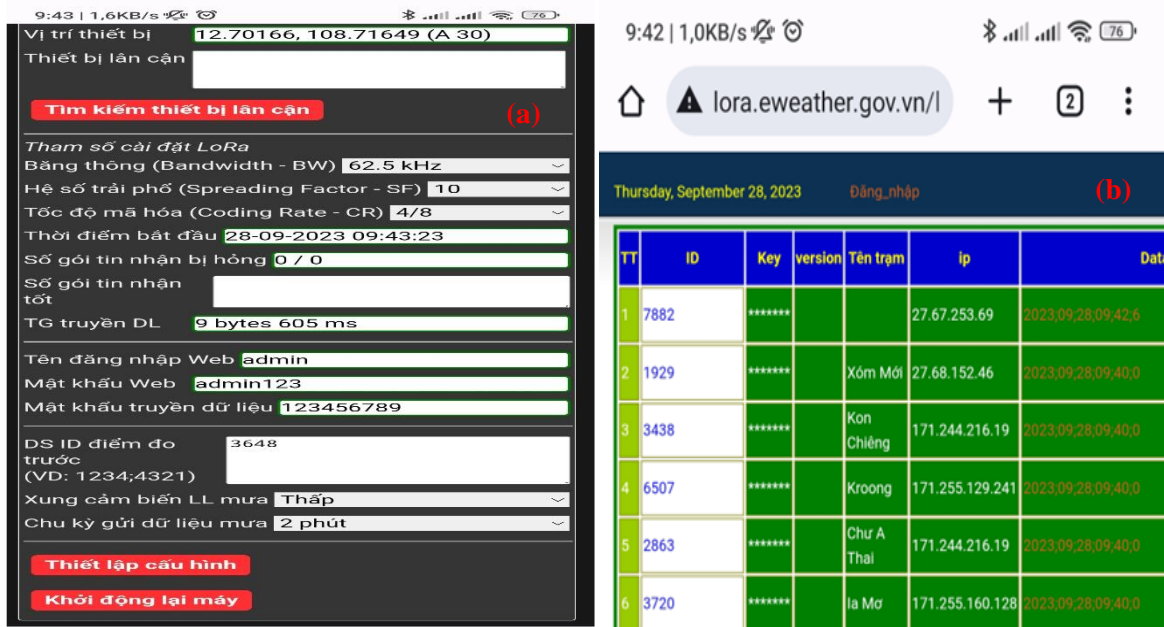 9:43 | 1,6KB/s
76
Vị trí thiết bị 12.70166, 108.71649 (A 30)
Thiết bị lân cận
Tìm kiếm thiết bị lân cận
(a)
Tham số cài đặt LoRa
Băng thông (Bandwidth - BW) 62.5 kHz
Hệ số trải phổ (Spreading Factor - SF) 10
Tốc độ mã hóa (Coding Rate - CR) 4/8
Thời điểm bắt đầu 28-09-2023 09:43:23
Số gói tin nhận bị hỏng 0 / 0
Số gói tin nhận
tốt
TG truyền DL 9 bytes 605 ms
Tên đăng nhập Web admin
Mật khẩu Web admin123
Mật khẩu truyền dữ liệu 123456789
DS ID điểm đo 3648
trước
(VD: 1234;4321)
Xung cảm biến LL mưa Thấp
Chu kỳ gửi dữ liệu mưa 2 phút
Thiết lập cấu hình
Khởi động lại máy
9:42 | 1,0KB/s
76
lora.eweather.gov.vn/l
2
Thursday, September 28, 2023 Đăng_nhập
(b)
TT ID Key version Tên trạm ip Data
1 7882 ******* 27.67.253.69 2023;09;28;09;42;6
2 1929 ******* Xóm Mới 27.68.152.46 2023;09;28;09;40;0
3 3438 ******* Kon Chiêng 171.244.216.19 2023;09;28;09;40;0
4 6507 ******* Kroong 171.255.129.241 2023;09;28;09;40;0
5 2863 ******* Chư A Thai 171.244.216.19 2023;09;28;09;40;0
6 3720 ******* Ia Mơ 171.255.160.128 2023;09;28;09;40;0